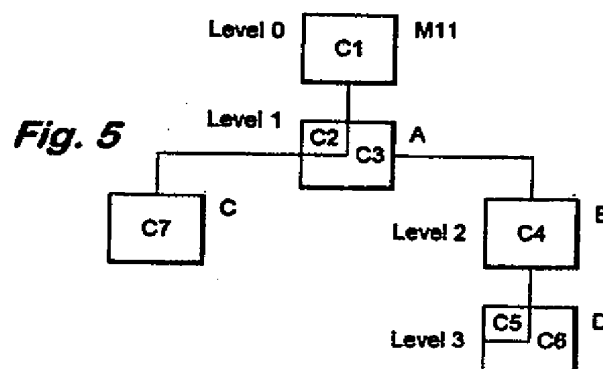 Level 0 C1 M11
Fig. 5
Level 1 C2 C3 A
C7 C
Level 2 C4
Level 3 C5 C6 D